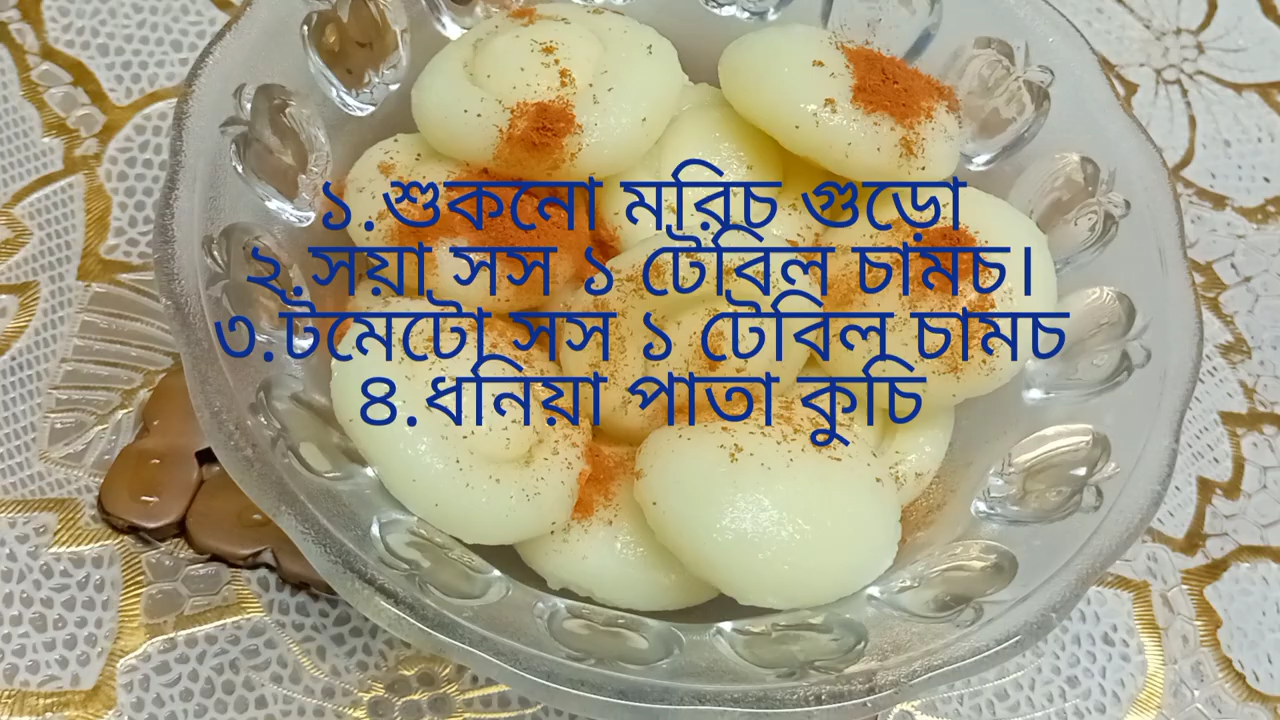 ১.শুকনো মরিচ গুড়ো
২.সয়া সস ১ টেবিল চামচ।
৩.টমেটো সস ১ টেবিল চামচ
৪.ধনিয়া পাতা কুচি